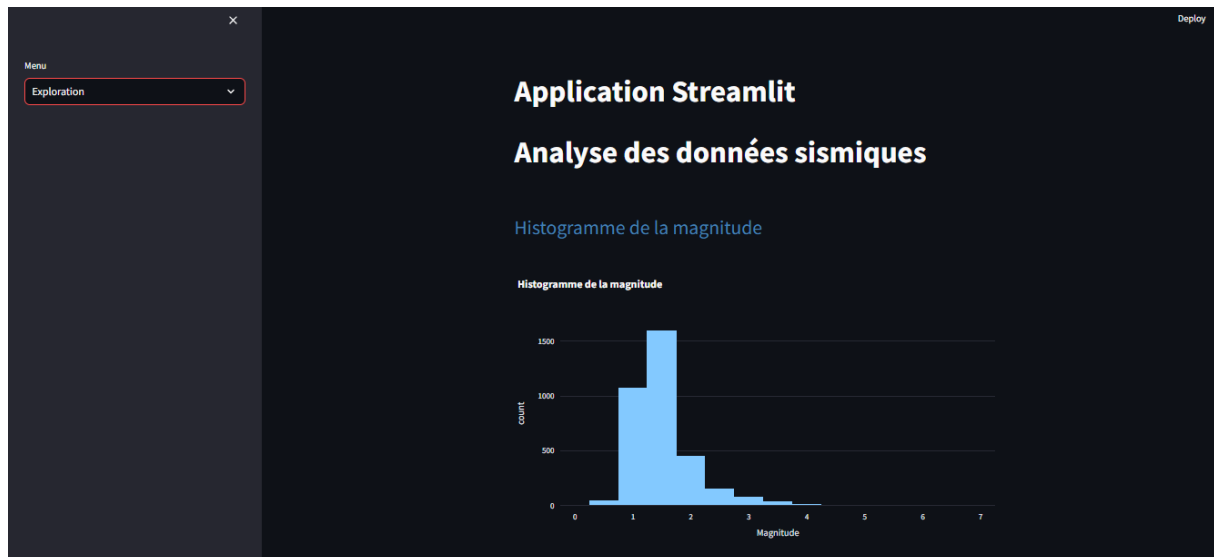 Deploy
Menu
Exploration
Application Streamlit
Analyse des données sismiques
Histogramme de la magnitude
Histogramme de la magnitude
1500
1000
500
0
count
0 1 2 3 4 5 6 7
Magnitude